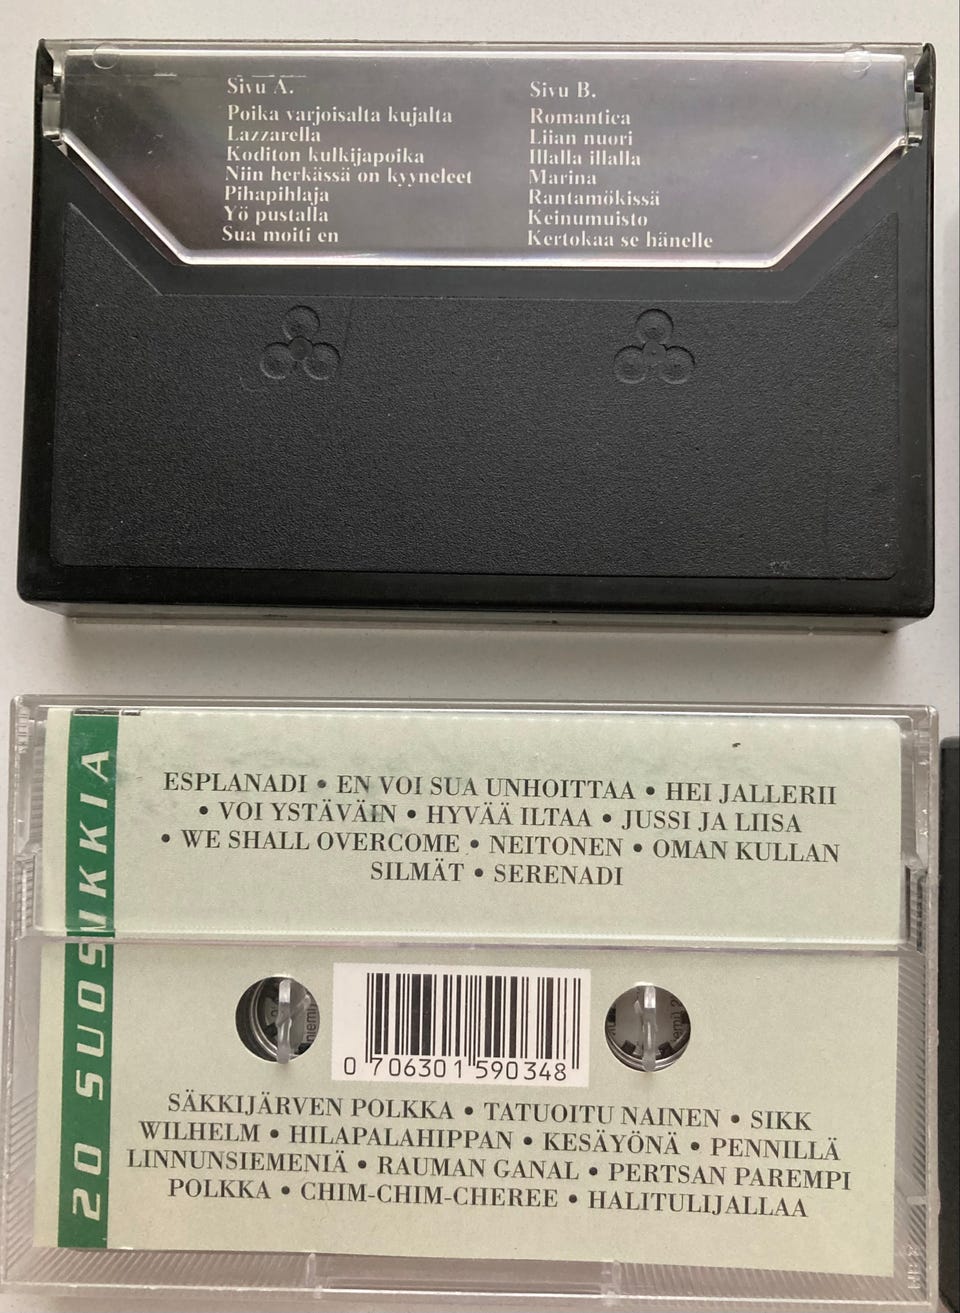 Sivu A.
Poika varjoisalta kujalta
Lazzarella
Koditon kulkijapoika
Niin herkässä on kyyneleet
Pihapihlaja
Yö pustalla
Sua moiti en
Sivu B.
Romantica
Liian nuori
Illalla illalla
Marina
Rantamökissä
Keinumuisto
Kertokaa se hänelle
20 SUOSIKKIA
ESPLANADI • EN VOI SUA UNHOITTAA • HEI JALLERII
• VOI YSTÄVÄIN • HYVÄÄ ILTAA • JUSSI JA LIISA
• WE SHALL OVERCOME • NEITONEN • OMAN KULLAN
SILMÄT • SERENADI
0 706301 590348
SÄKKIJÄRVEN POLKKA • TATUOITU NAINEN • SIKK
WILHELM • HILAPALAHIPPAN • KESÄYÖNÄ • PENNILLÄ
LINNUNSIEMENIÄ • RAUMAN GANAL • PERTSAN PAREMPI
POLKKA • CHIM-CHIM-CHEREE • HALITULIJALLAA